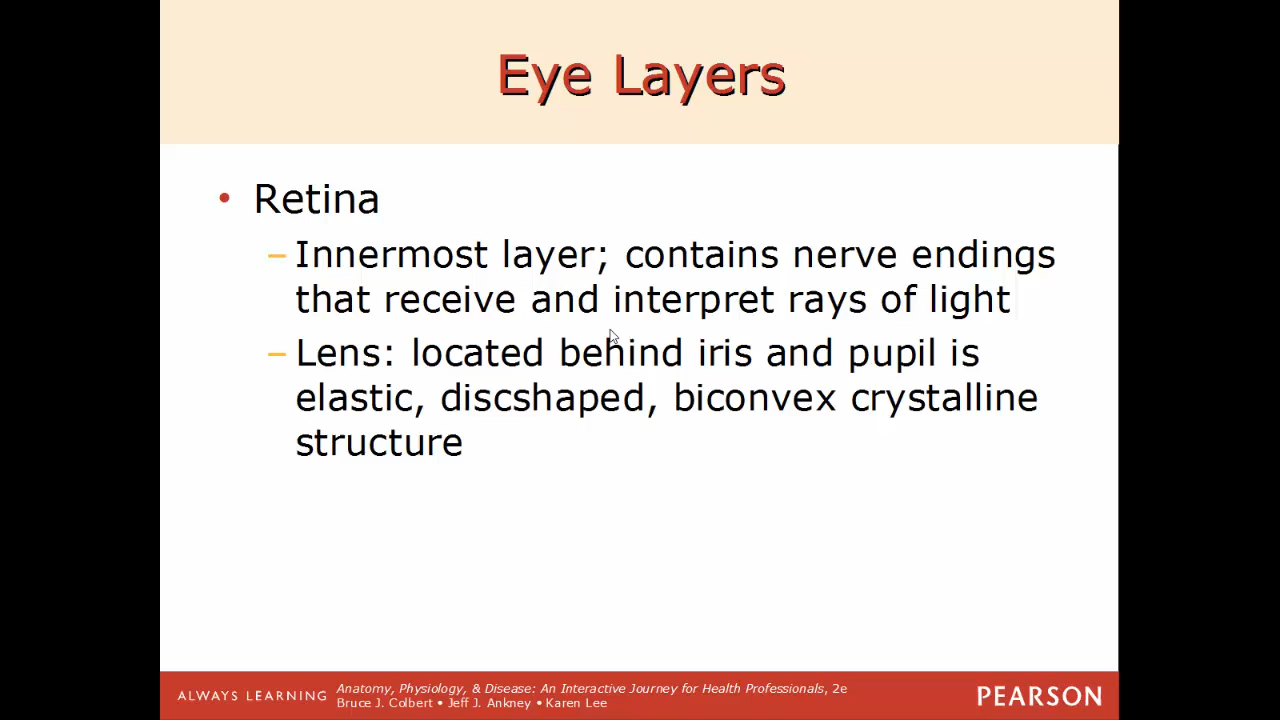 Eye Layers
• Retina
– Innermost layer; contains nerve endings
that receive and interpret rays of light
– Lens: located behind iris and pupil is
elastic, discshaped, biconvex crystalline
structure
ALWAYS LEARNING
Anatomy, Physiology, & Disease: An Interactive Journey for Health Professionals, 2e
Bruce J. Colbert • Jeff J. Ankney • Karen Lee
PEARSON